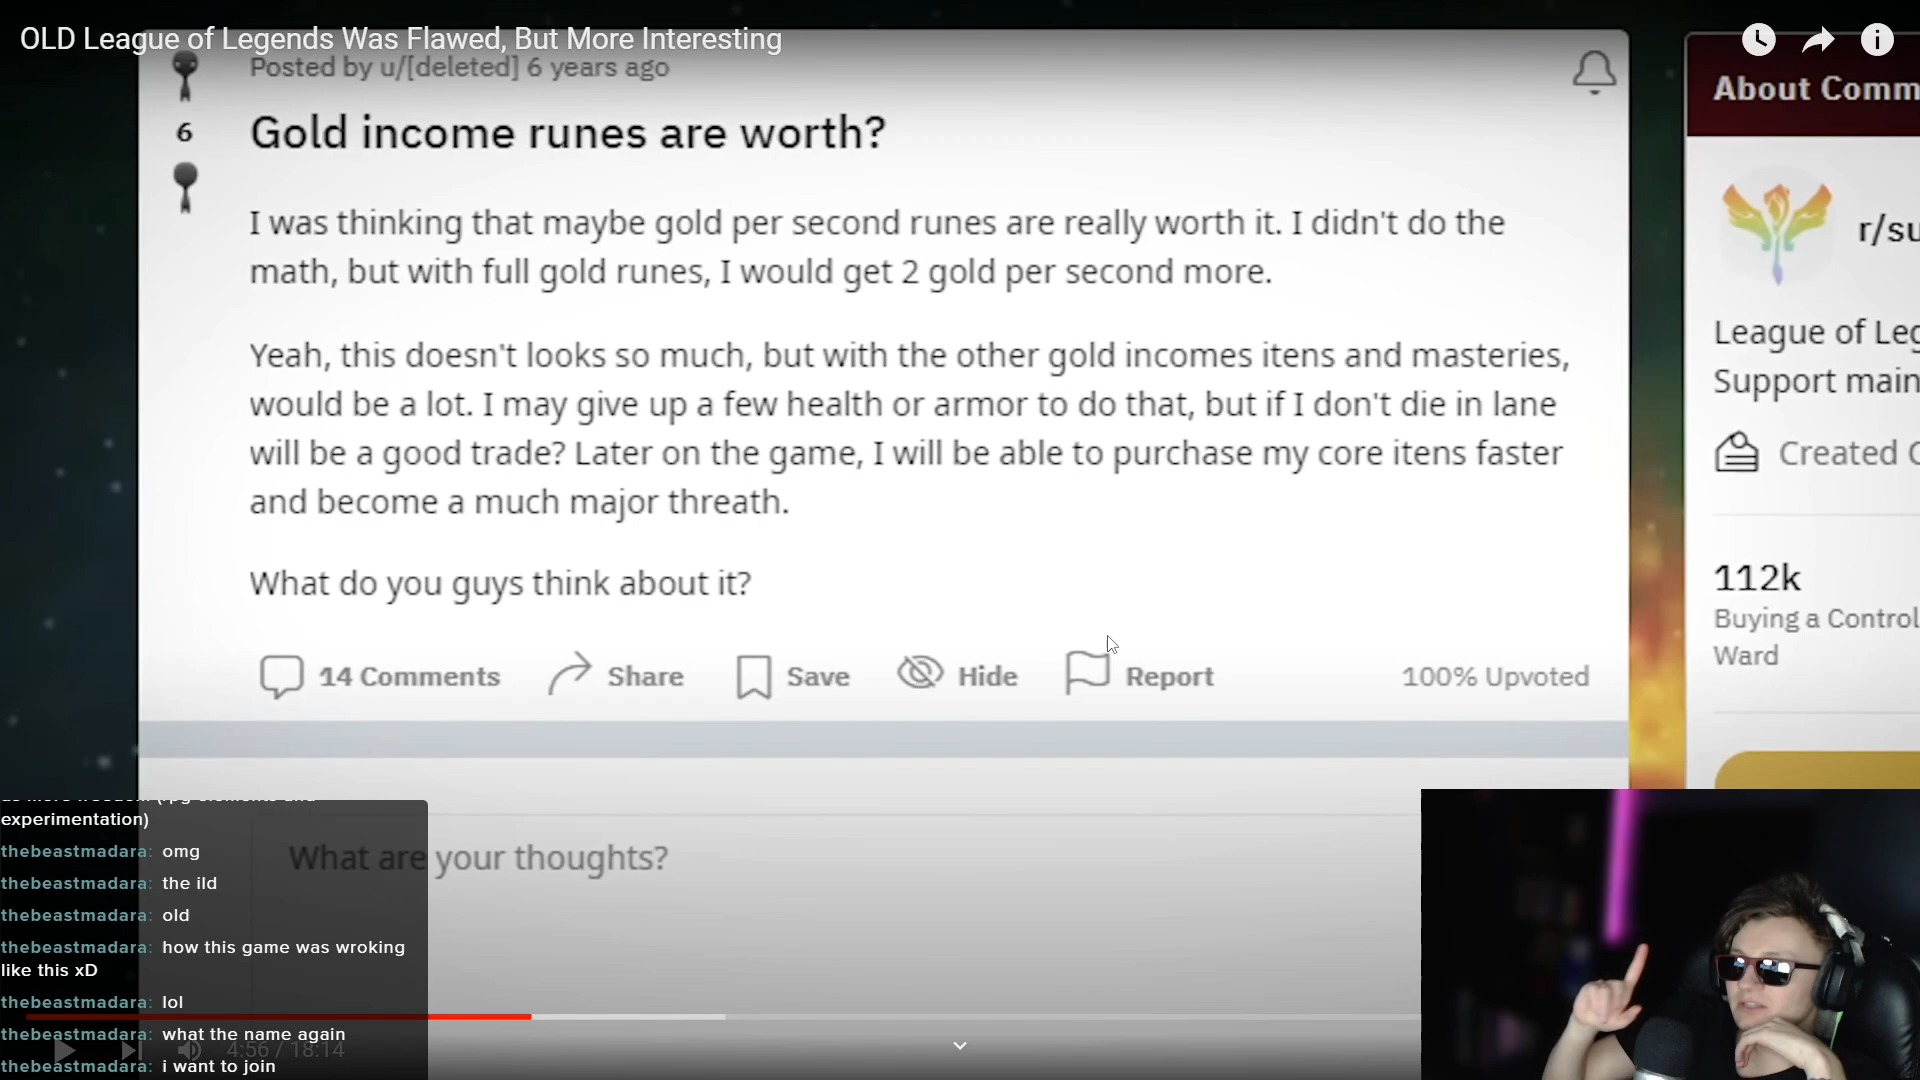 OLD League of Legends Was Flawed, But More Interesting
Posted by u/[deleted] 6 years ago
6
Gold income runes are worth?
I was thinking that maybe gold per second runes are really worth it. I didn't do the
math, but with full gold runes, I would get 2 gold per second more.
Yeah, this doesn't looks so much, but with the other gold incomes itens and masteries,
would be a lot. I may give up a few health or armor to do that, but if I don't die in lane
will be a good trade? Later on the game, I will be able to purchase my core itens faster
and become a much major threath.
What do you guys think about it?
14 Comments
Share
Save
Hide
Report
100% Upvoted
What are your thoughts?
About Comm
r/su
League of Leg
Support main
Created
112k
Buying a Control
Ward
experimentation)
thebeastmadara: omg
thebeastmadara: the ild
thebeastmadara: old
thebeastmadara: how this game was wroking
like this xD
thebeastmadara: lol
thebeastmadara: what the name again
4:56 / 18:14
thebeastmadara: i want to join